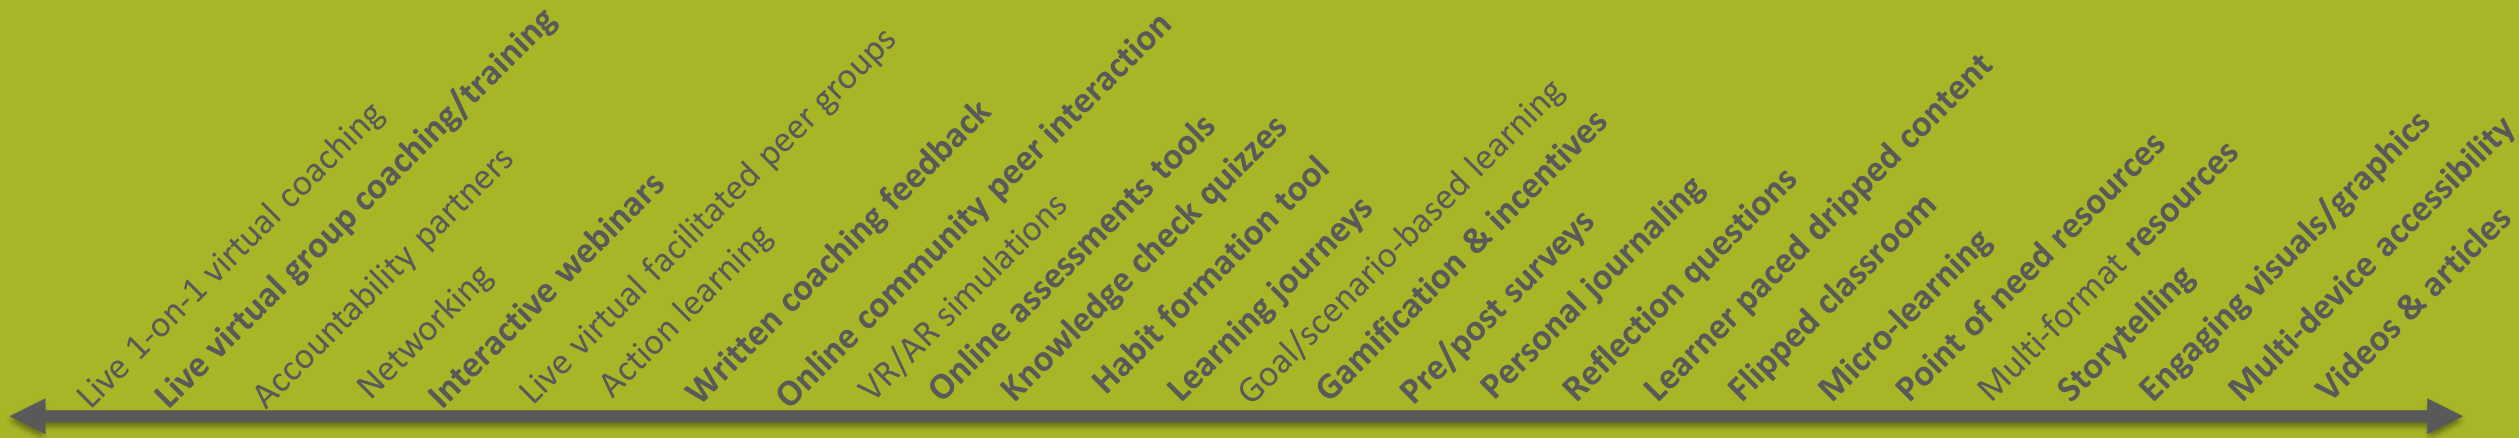 Live 1-on-1 virtual coaching
Live virtual group coaching/training
Accountability partners
Networking
Interactive webinars
Live virtual facilitated peer groups
Action learning
Written coaching feedback
Online community peer interaction
VR/AR simulations
Online assessments tools
Knowledge check quizzes
Habit formation tool
Learning journeys
Goal/scenario-based learning
Gamification & incentives
Pre/post surveys
Personal journaling
Reflection questions
Learner paced dripped content
Flipped classroom
Micro-learning
Point of need resources
Multi-format resources
Storytelling
Engaging visuals/graphics
Multi-device accessibility
Videos & articles